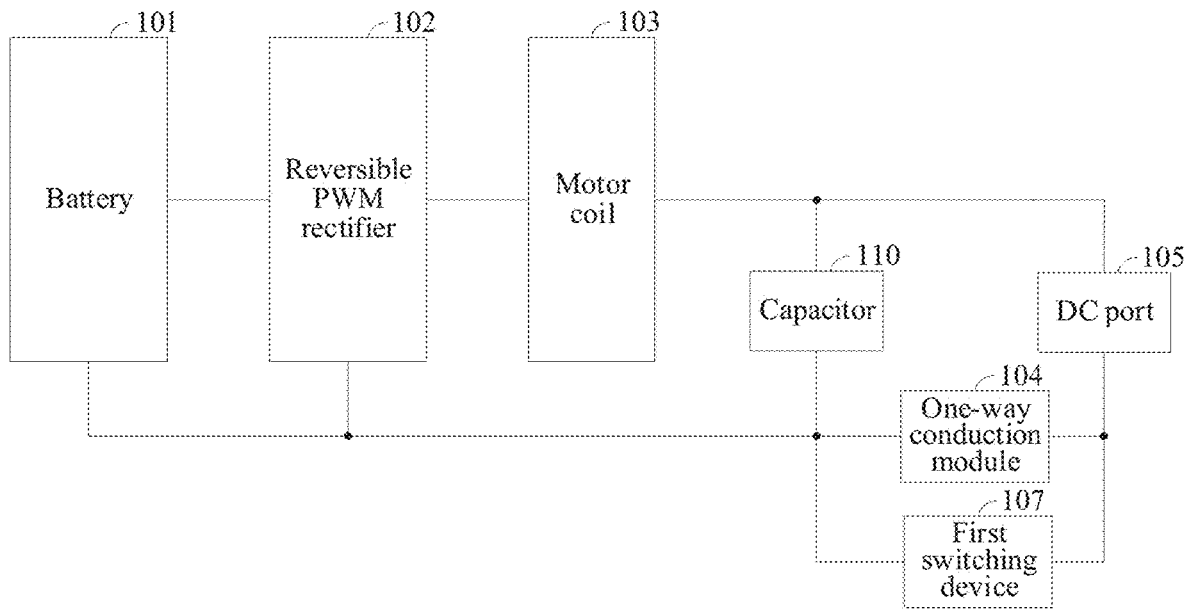 101
102
103
Battery
Reversible
PWM
rectifier
Motor
coil
110
105
Capacitor
DC port
104
One-way
conduction
module
107
First
switching
device